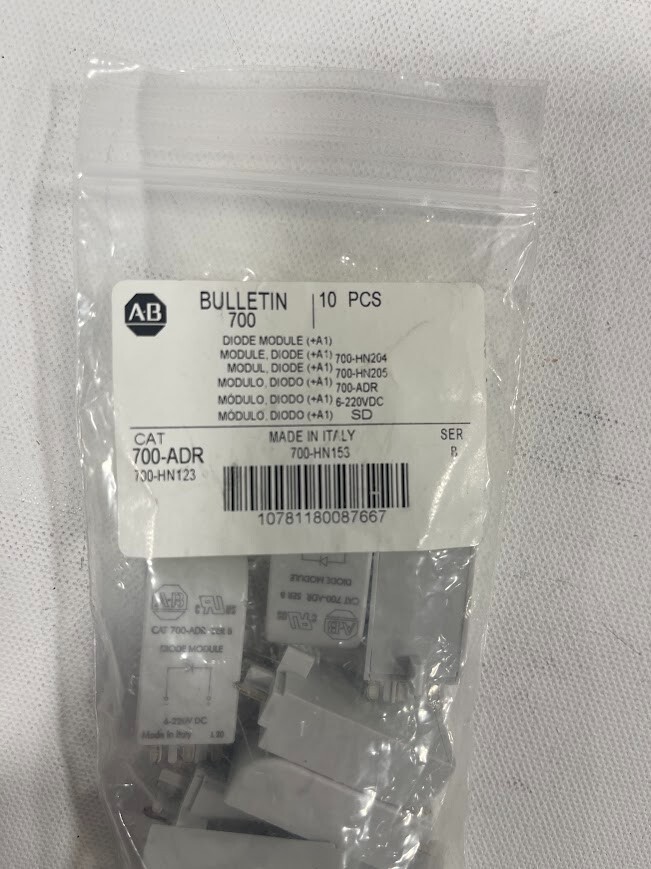 A-B
BULLETIN
700
10 PCS
DIODE MODULE (+A1)
MODULE, DIODE (+A1) 700-HN204
MODUL, DIODE (+A1) 700-HN205
MODULO, DIODO (+A1) 700-ADR
MÓDULO, DIODO (+A1) 6-220VDC
MÓDULO, DIODO (+A1) SD
CAT
MADE IN ITALY
SER
700-ADR
700-HN153
B
700-HN123
10781180087667
CAT 700-ADR SER B
DIODE MODULE
6-220V DC
Made in Italy
DIODE MODULE
CAT 700-ADR SER B
A-B